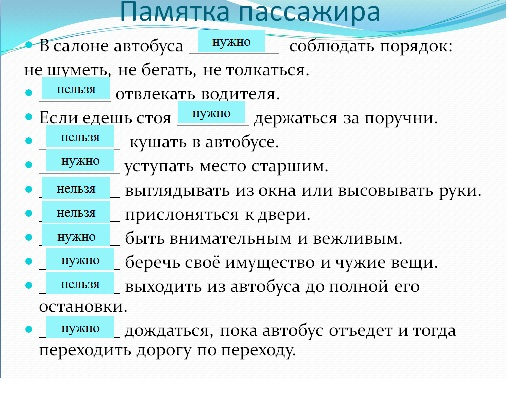 Памятка пассажира
В салоне автобуса нужно соблюдать порядок:
не шуметь, не бегать, не толкаться.
нельзя отвлекать водителя.
Если едешь стоя нужно держаться за поручни.
нельзя кушать в автобусе.
нужно уступать место старшим.
нельзя выглядывать из окна или высовывать руки.
нельзя прислоняться к двери.
нужно быть внимательным и вежливым.
нужно беречь своё имущество и чужие вещи.
нельзя выходить из автобуса до полной его
остановки.
нужно дождаться, пока автобус отъедет и тогда
переходить дорогу по переходу.